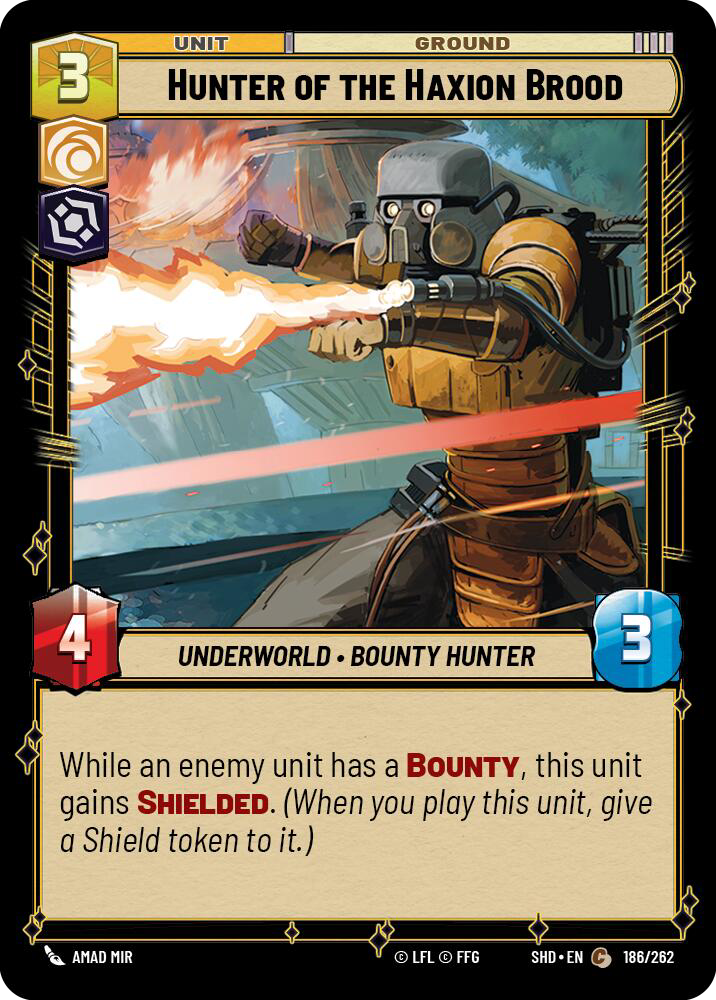 UNIT
GROUND
3
HUNTER OF THE HAXION BROOD
4
UNDERWORLD • BOUNTY HUNTER
3
While an enemy unit has a BOUNTY, this unit
gains SHIELDED. (When you play this unit, give
a Shield token to it.)
AMAD MIR
© LFL © FFG
SHD • EN C 186/262